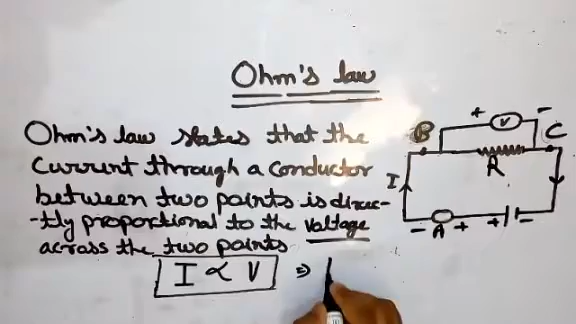 Ohm's law
Ohm's law states that the
current through a conductor
between two points is direc-
-tly proportional to the voltage
across the two points
I ∝ V ⇒
B
+ V -
C
R
I
- A + + -